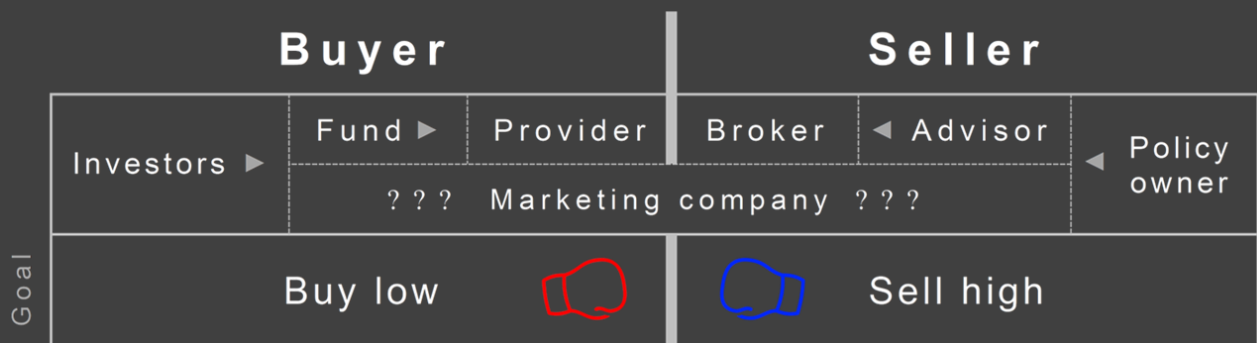 Buyer
Seller
Investors
Fund
Provider
Broker
Advisor
Policy
owner
? ? ? Marketing company ? ? ?
Goal
Buy low
Sell high